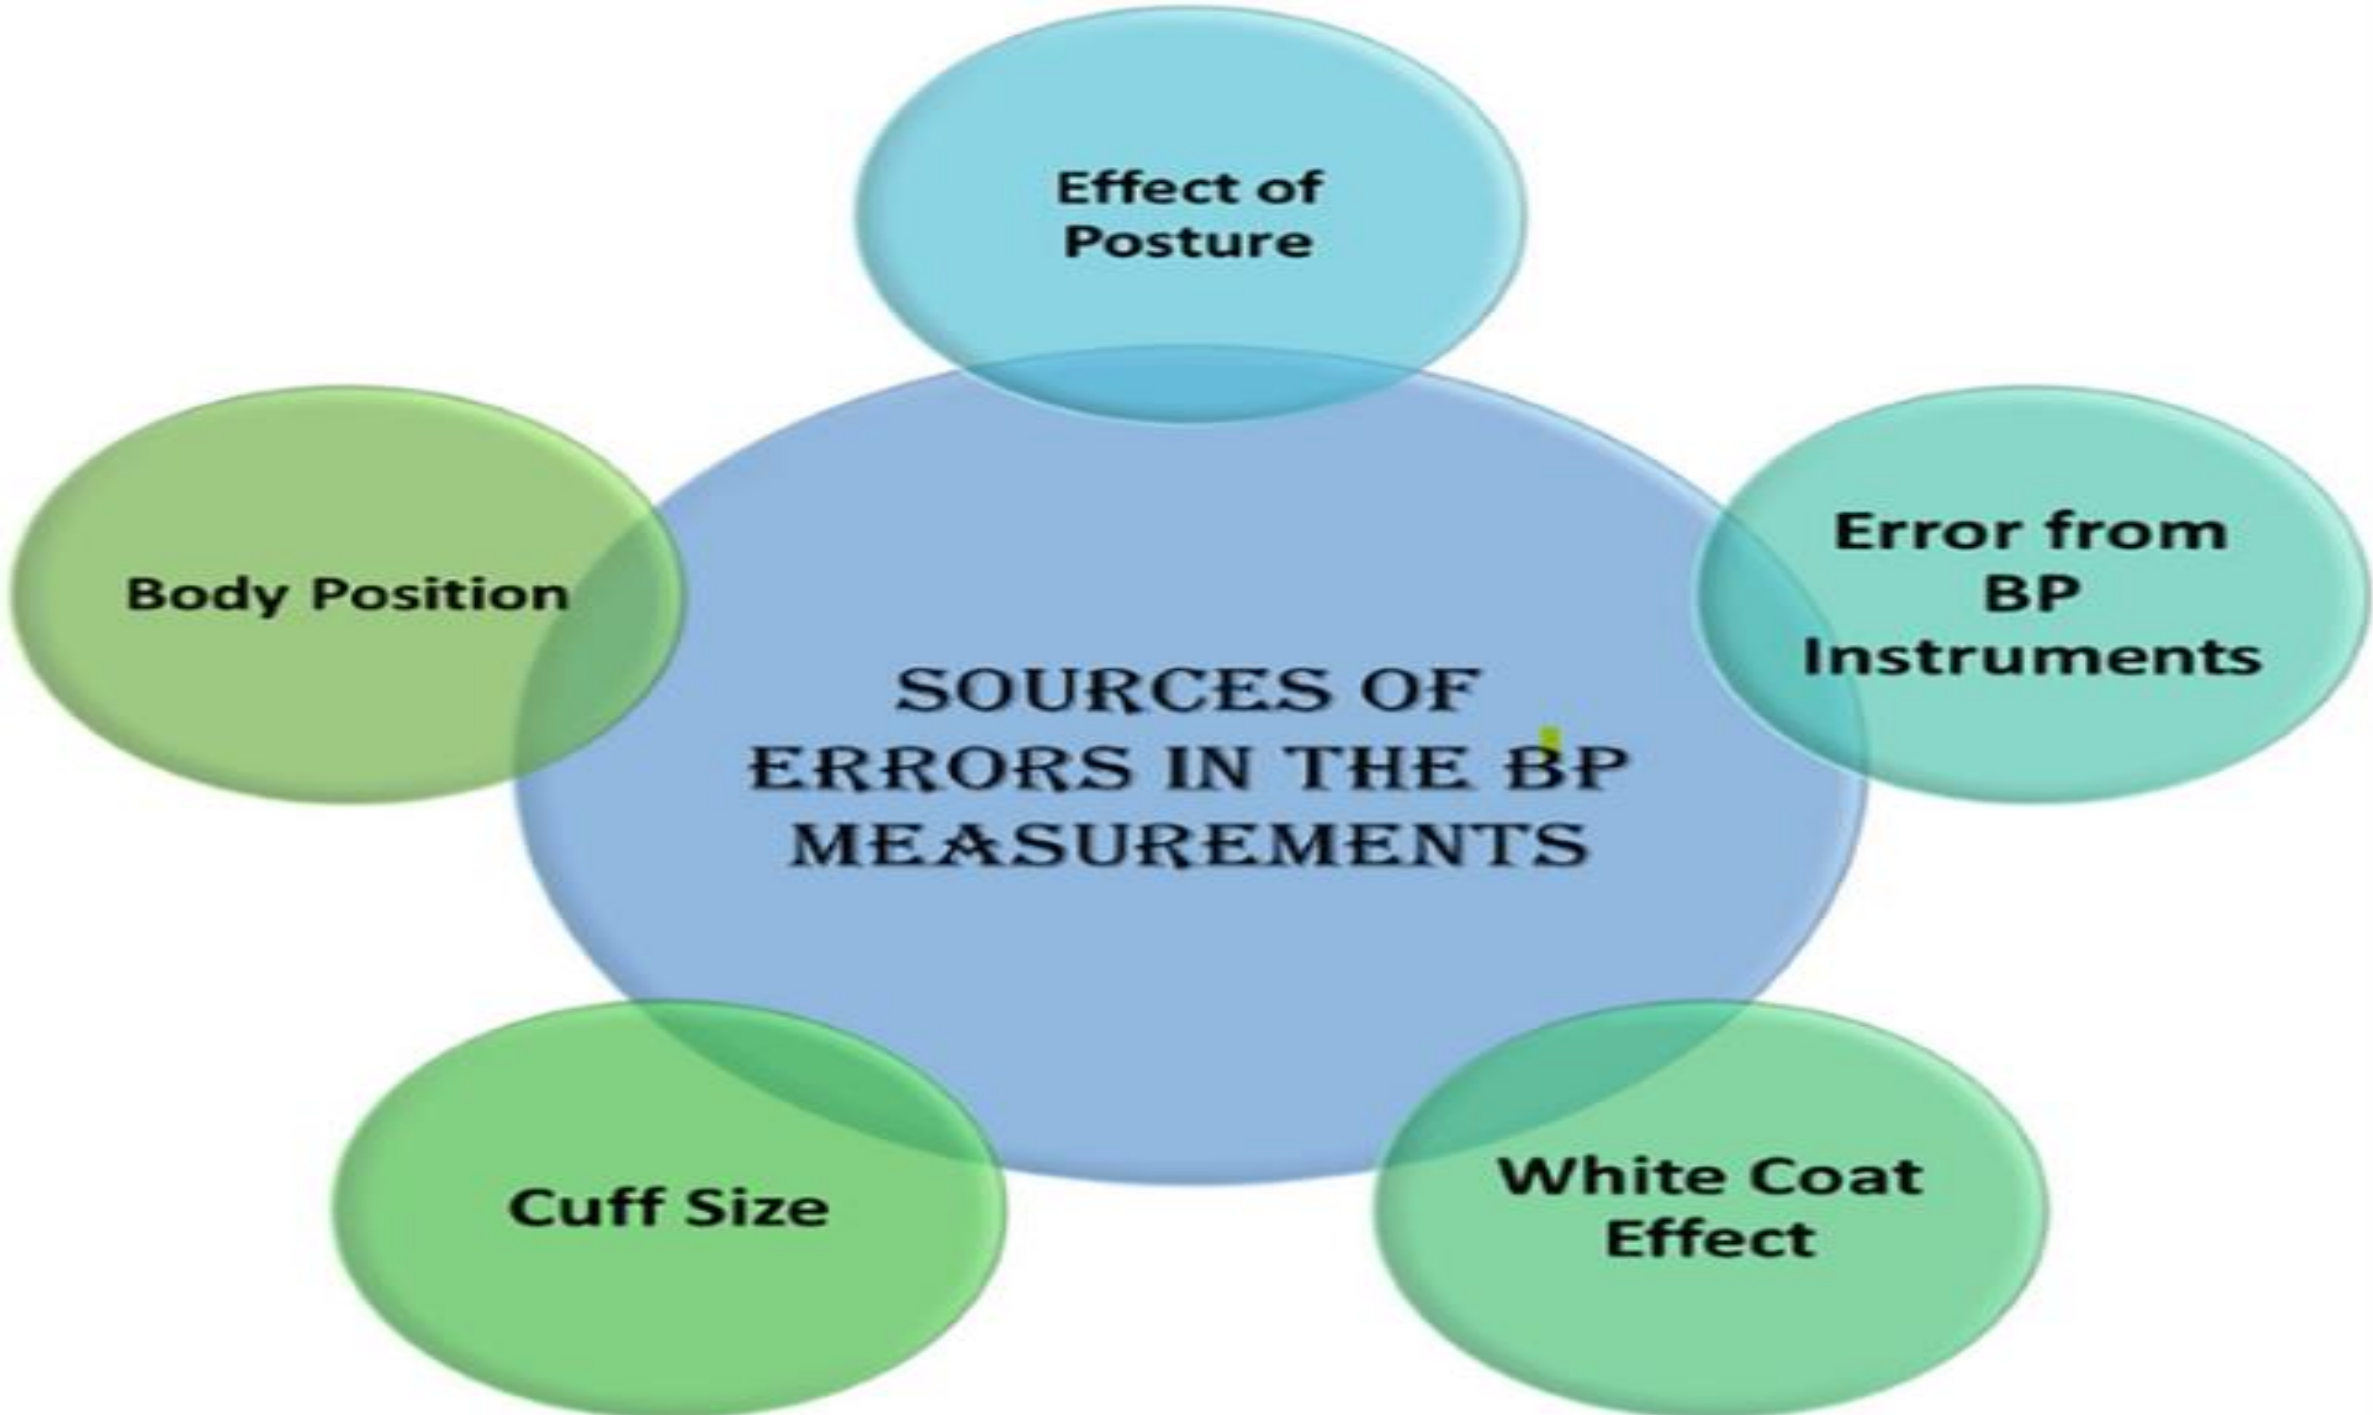 Effect of
Posture
Error from
BP
Instruments
White Coat
Effect
Cuff Size
Body Position
SOURCES OF
ERRORS IN THE BP
MEASUREMENTS